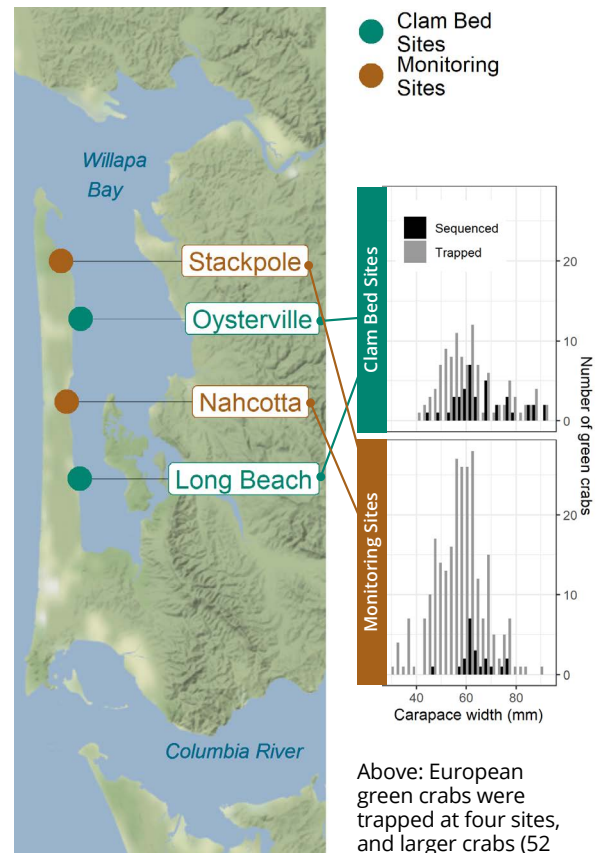 Clam Bed
Sites
Monitoring
Sites
Willapa
Bay
Stackpole
Oysterville
Nahcotta
Long Beach
Columbia River
Clam Bed Sites
Sequenced
Trapped
20
10
0
Monitoring Sites
20
10
0
Number of green crabs
40
60
80
Carapace width (mm)
Above: European
green crabs were
trapped at four sites,
and larger crabs (52